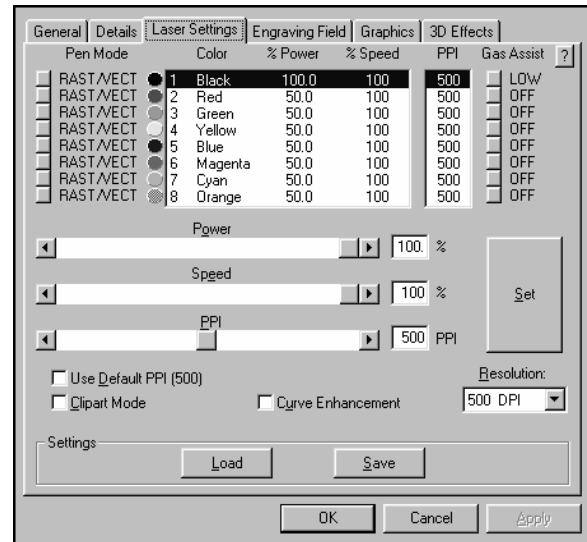 General Details Laser Settings Engraving Field Graphics 3D Effects
Pen Mode Color % Power % Speed PPI Gas Assist ?
RAST/VECT 1 Black 100.0 100 500 LOW
RAST/VECT 2 Red 50.0 100 500 OFF
RAST/VECT 3 Green 50.0 100 500 OFF
RAST/VECT 4 Yellow 50.0 100 500 OFF
RAST/VECT 5 Blue 50.0 100 500 OFF
RAST/VECT 6 Magenta 50.0 100 500 OFF
RAST/VECT 7 Cyan 50.0 100 500 OFF
RAST/VECT 8 Orange 50.0 100 500 OFF
Power
100. %
Speed
100 %
Set
PPI
500 PPI
Use Default PPI (500)
Resolution:
Clipart Mode Curve Enhancement 500 DPI
Settings
Load Save
OK Cancel Apply